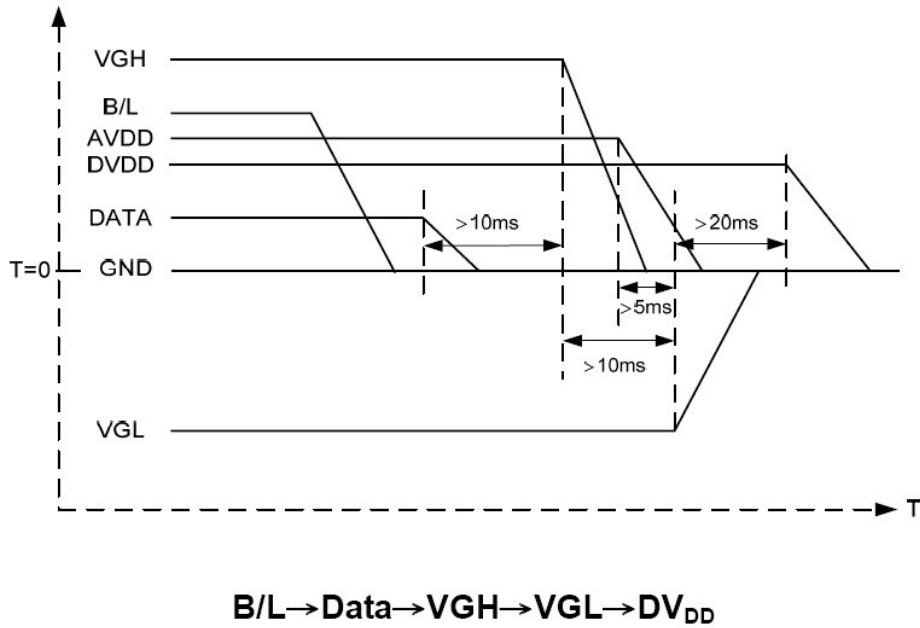 VGH
B/L
AVDD
DVDD
DATA
>10ms
>20ms
T=0
GND
>5ms
>10ms
VGL
T
B/L→Data→VGH→VGL→DVDD